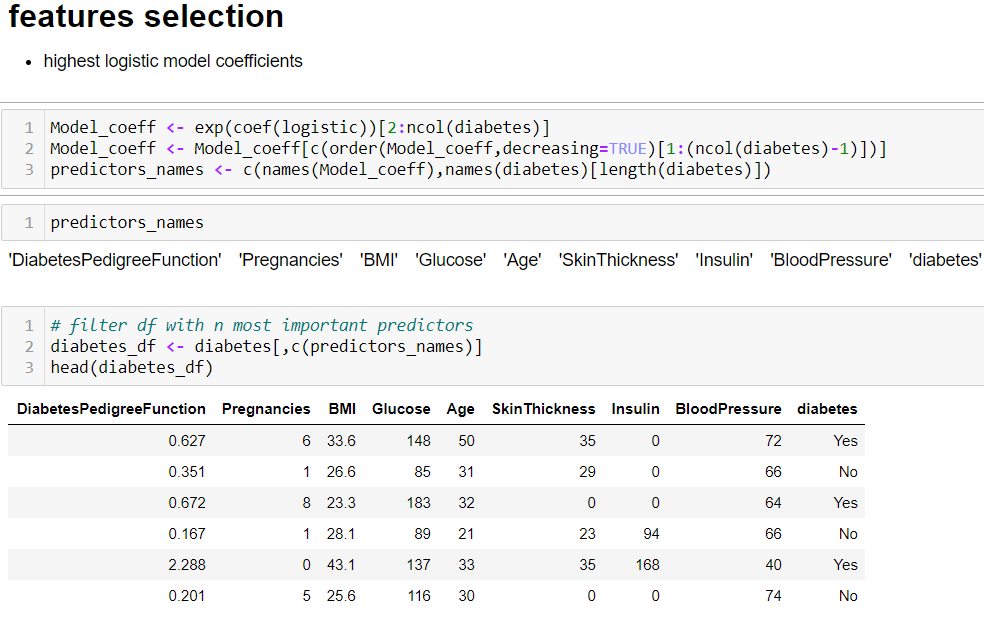 features selection
• highest logistic model coefficients
1 Model_coeff <- exp(coef(logistic))[2:ncol(diabetes)]
2 Model_coeff <- Model_coeff[c(order(Model_coeff,decreasing=TRUE)[1:(ncol(diabetes)-1)])]
3 predictors_names <- c(names(Model_coeff),names(diabetes)[length(diabetes)])
1 predictors_names
'DiabetesPedigreeFunction' 'Pregnancies' 'BMI' 'Glucose' 'Age' 'SkinThickness' 'Insulin' 'BloodPressure' 'diabetes'
1 # filter df with n most important predictors
2 diabetes_df <- diabetes[,c(predictors_names)]
3 head(diabetes_df)
DiabetesPedigreeFunction Pregnancies BMI Glucose Age SkinThickness Insulin BloodPressure diabetes
0.627 6 33.6 148 50 35 0 72 Yes
0.351 1 26.6 85 31 29 0 66 No
0.672 8 23.3 183 32 0 0 64 Yes
0.167 1 28.1 89 21 23 94 66 No
2.288 0 43.1 137 33 35 168 40 Yes
0.201 5 25.6 116 30 0 0 74 No